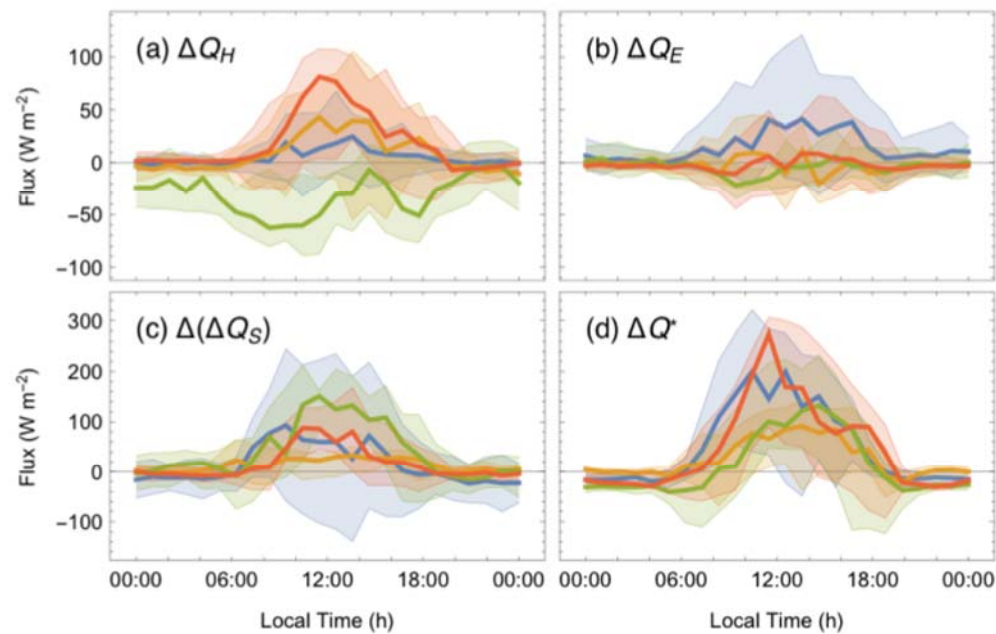 (a) ΔQ_H
(b) ΔQ_E
Flux (W m⁻²)
100
50
0
−50
−100
(c) Δ(ΔQ_S)
(d) ΔQ*
Flux (W m⁻²)
300
200
100
0
−100
00:00 06:00 12:00 18:00 00:00
00:00 06:00 12:00 18:00 00:00
Local Time (h)
Local Time (h)